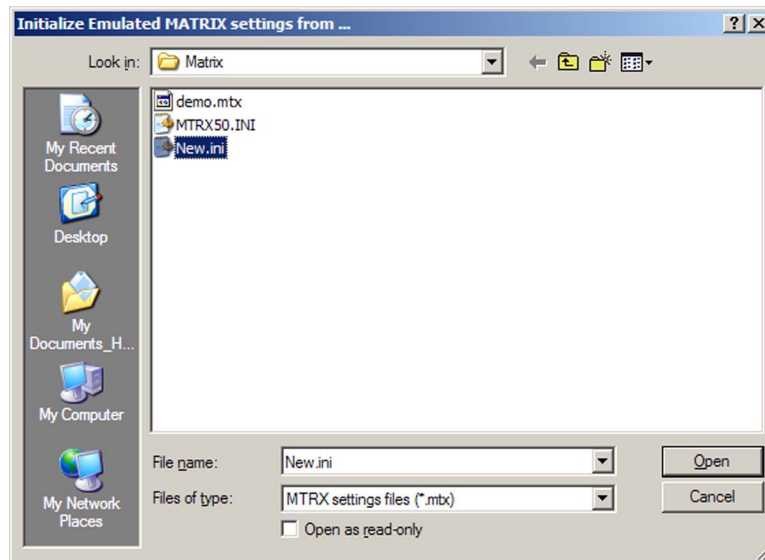 Initialize Emulated MATRIX settings from ...
Look in:
Matrix
demo.mtx
MTRX50.INI
New.ini
My Recent
Documents
Desktop
My
Documents_H...
My Computer
My Network
Places
File name:
New.ini
Open
Files of type:
MTRX settings files (*.mtx)
Cancel
Open as read-only